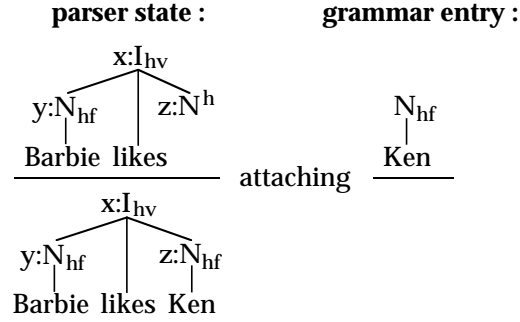 parser state : grammar entry :
x:I_hv
y:N_hf z:N^h N_hf
Barbie likes Ken
attaching
x:I_hv
y:N_hf z:N_hf
Barbie likes Ken